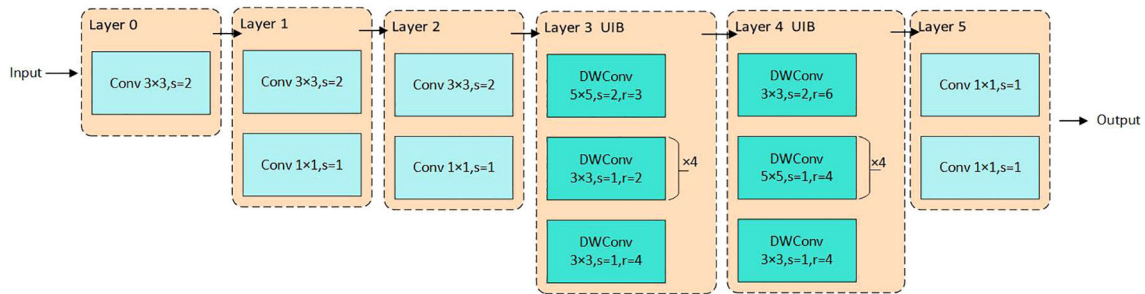 Input
Layer 0
Conv 3×3,s=2
Layer 1
Conv 3×3,s=2
Conv 1×1,s=1
Layer 2
Conv 3×3,s=2
Conv 1×1,s=1
Layer 3 UIB
DWConv
5×5,s=2,r=3
DWConv
3×3,s=1,r=2
×4
DWConv
3×3,s=1,r=4
Layer 4 UIB
DWConv
3×3,s=2,r=6
DWConv
5×5,s=1,r=4
×4
DWConv
3×3,s=1,r=4
Layer 5
Conv 1×1,s=1
Conv 1×1,s=1
Output